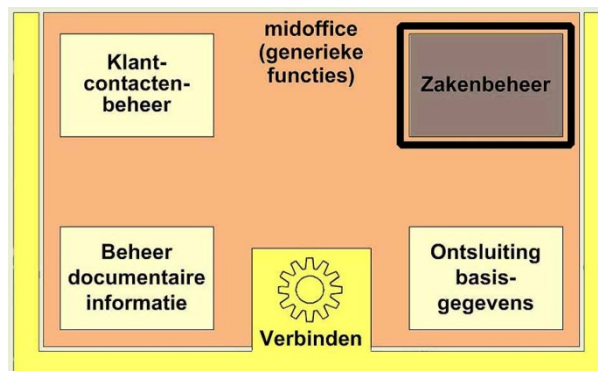 Klant-
contacten-
beheer
midoffice
(generieke
functies)
Zakenbeheer
Beheer
documentaire
informatie
Verbinden
Ontsluiting
basis-
gegevens